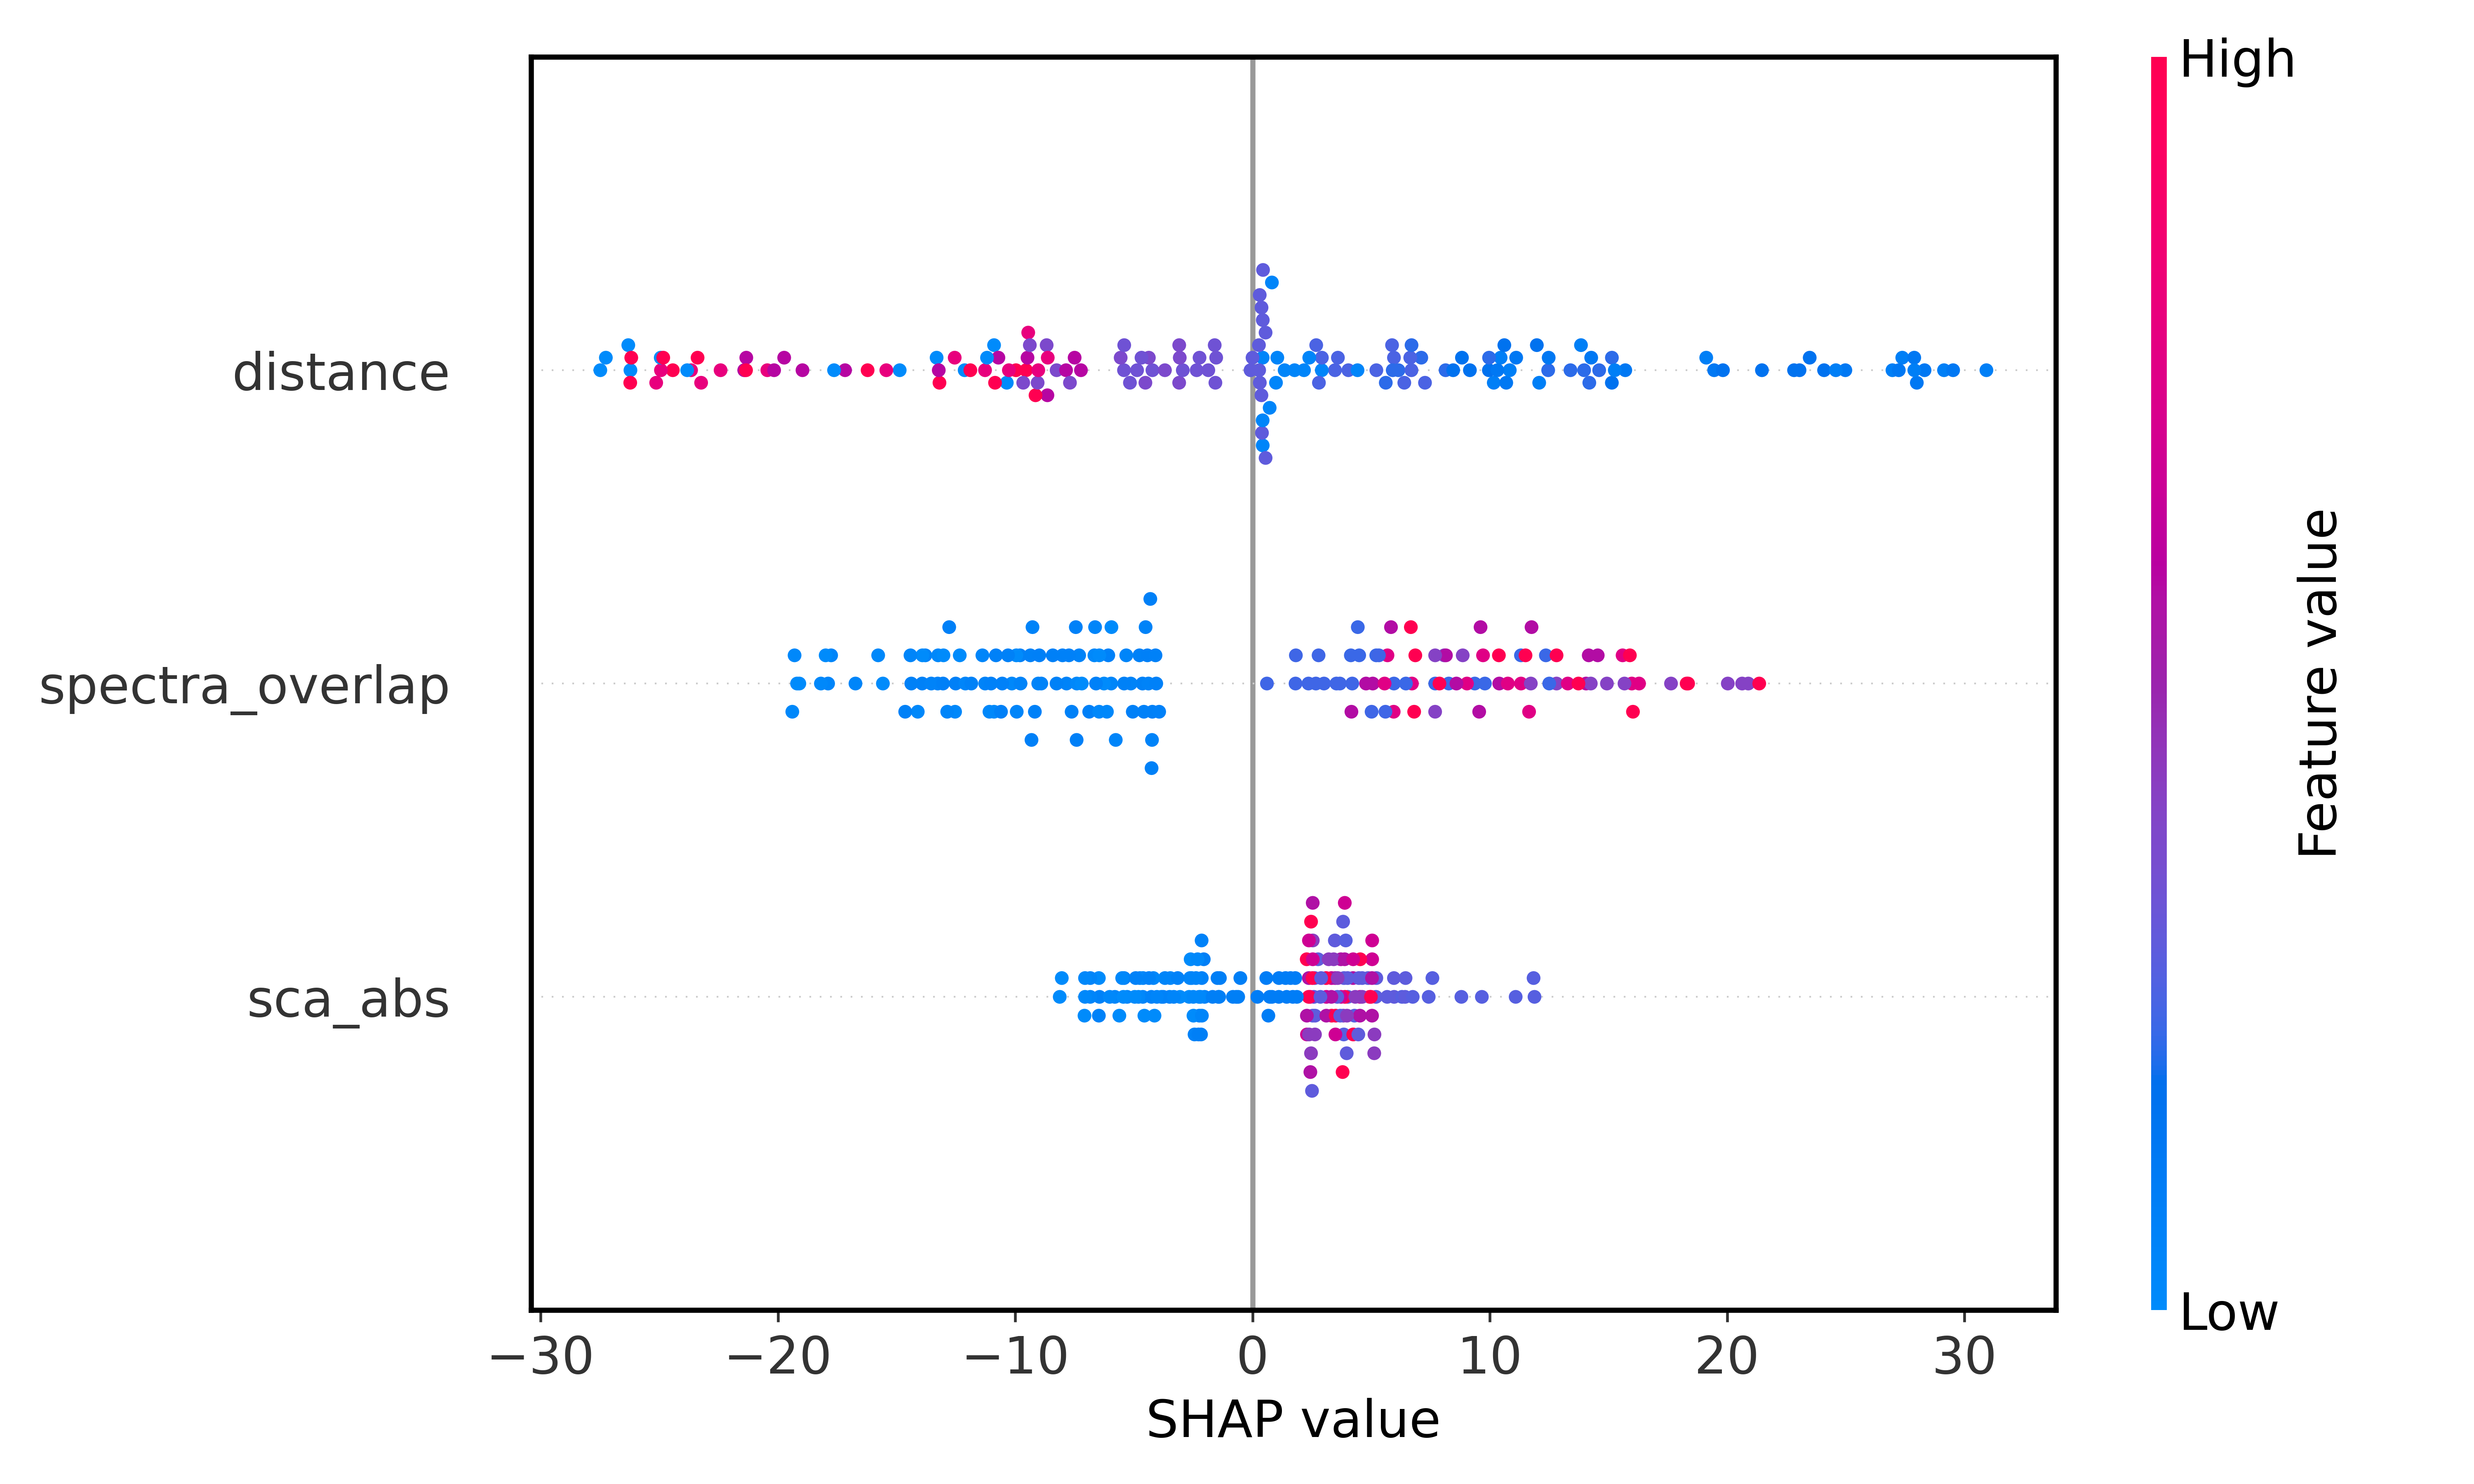 High
distance
spectra_overlap
sca_abs
Feature value
Low
−30 −20 −10 0 10 20 30
SHAP value